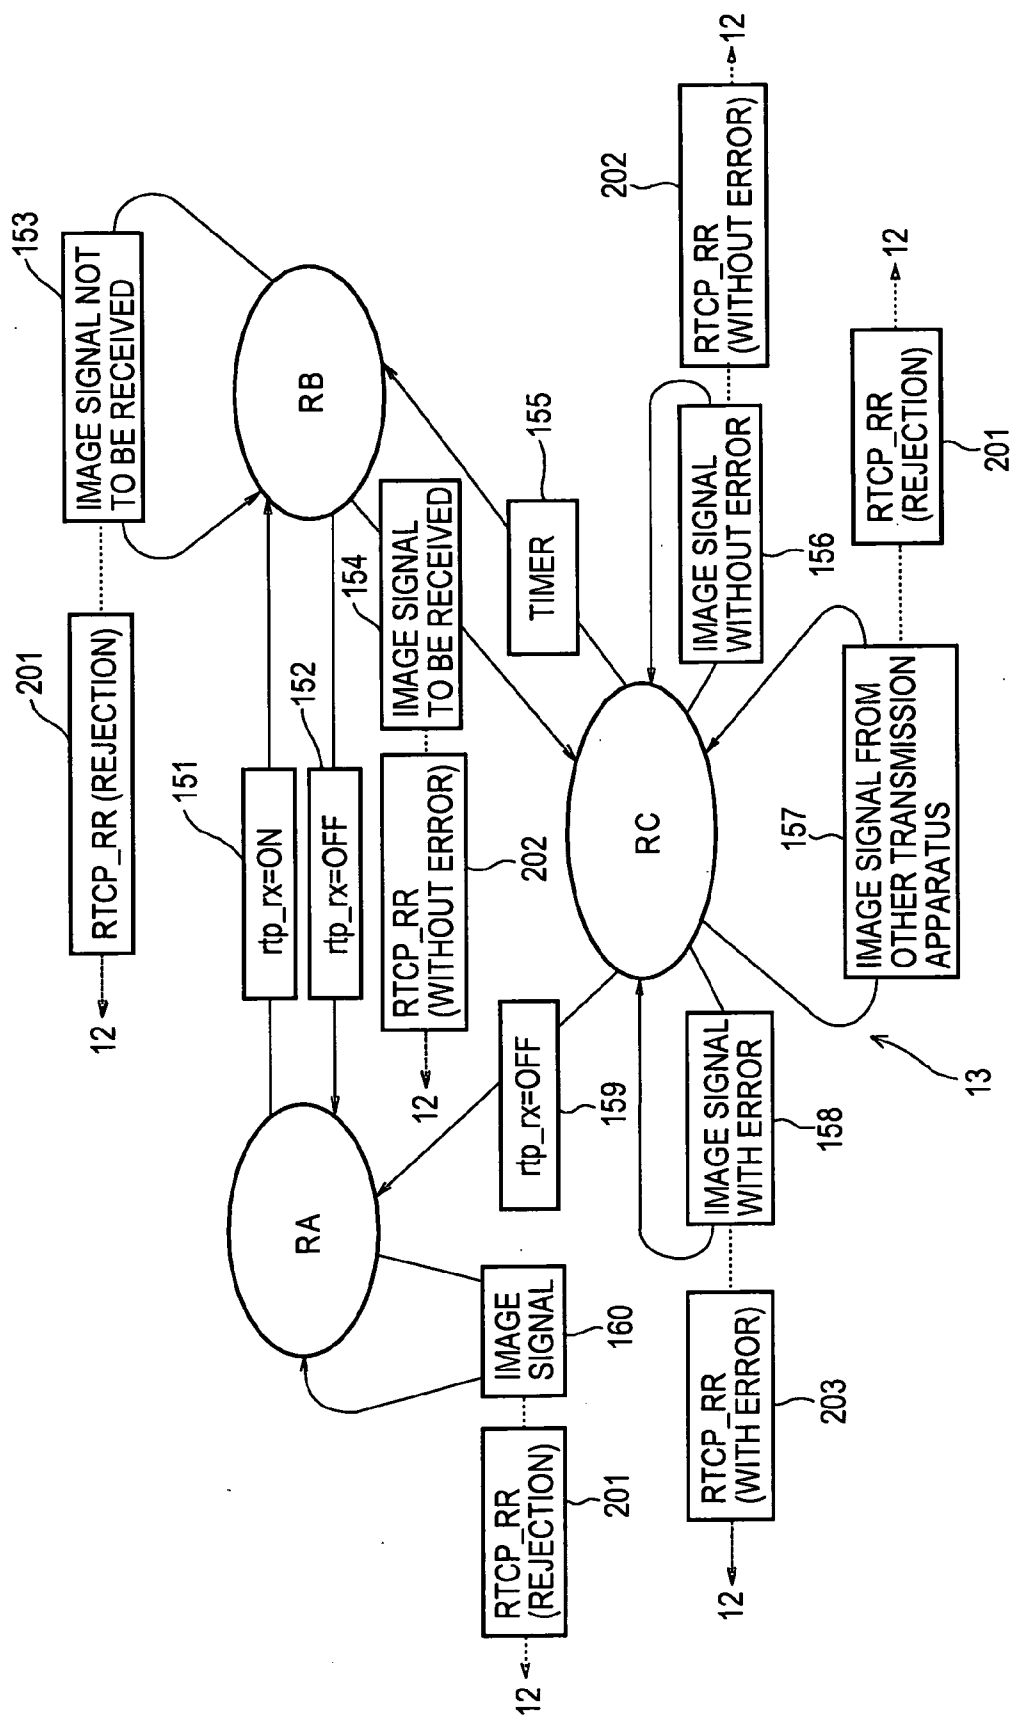 153
IMAGE SIGNAL NOT
TO BE RECEIVED
201
RTCP_RR (REJECTION)
12
151
rtp_rx=ON
152
rtp_rx=OFF
RA
RB
154
IMAGE SIGNAL
TO BE RECEIVED
RTCP_RR
(WITHOUT ERROR)
202
12
155
TIMER
rtp_rx=OFF
159
IMAGE
SIGNAL
160
RTCP_RR
(REJECTION)
201
12
RC
IMAGE SIGNAL
WITHOUT ERROR
156
202
RTCP_RR
(WITHOUT ERROR)
12
IMAGE SIGNAL
WITH ERROR
158
RTCP_RR
(WITH ERROR)
203
12
157
IMAGE SIGNAL FROM
OTHER TRANSMISSION
APPARATUS
RTCP_RR
(REJECTION)
201
12
13